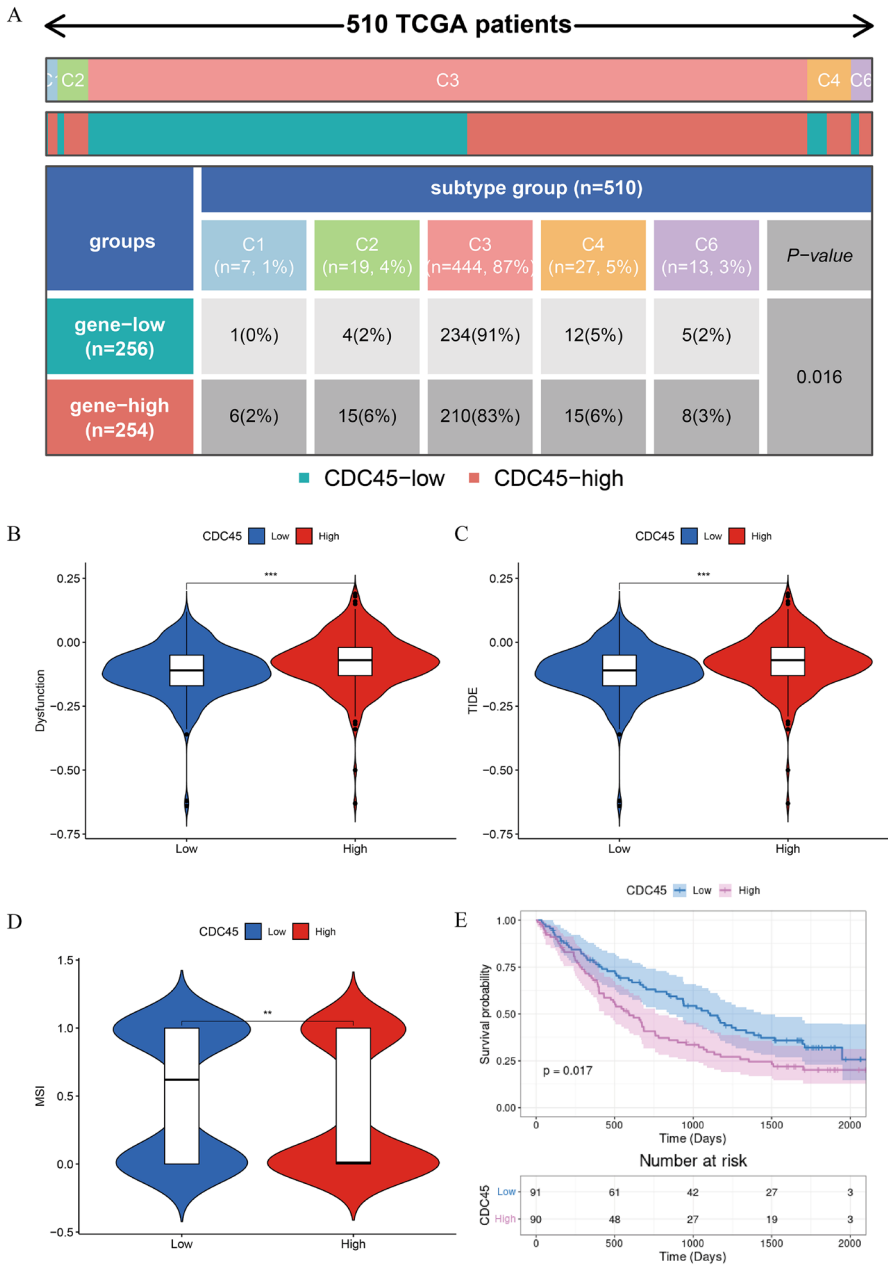 A
510 TCGA patients
C1 C2 C3 C4 C6
groups
subtype group (n=510)
C1
(n=7, 1%)
C2
(n=19, 4%)
C3
(n=444, 87%)
C4
(n=27, 5%)
C6
(n=13, 3%)
P−value
gene−low
(n=256)
1(0%) 4(2%) 234(91%) 12(5%) 5(2%)
0.016
gene−high
(n=254)
6(2%) 15(6%) 210(83%) 15(6%) 8(3%)
CDC45−low CDC45−high
B
CDC45 Low High
***
0.25
0.00
−0.25
−0.50
−0.75
Dysfunction
Low High
C
CDC45 Low High
***
0.25
0.00
−0.25
−0.50
−0.75
TIDE
Low High
D
CDC45 Low High
**
1.5
1.0
0.5
0.0
−0.5
MSI
Low High
E
CDC45 Low High
1.00
0.75
0.50
0.25
0.00
Survival probability
p = 0.017
0 500 1000 1500 2000
Time (Days)
Number at risk
CDC45
Low 91 61 42 27 3
High 90 48 27 19 3
0 500 1000 1500 2000
Time (Days)